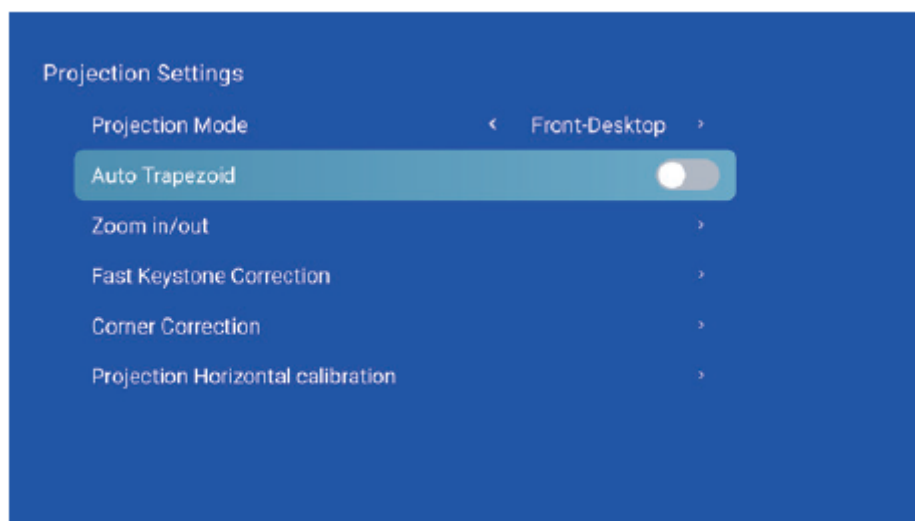 Projection Settings
Projection Mode < Front-Desktop >
Auto Trapezoid
Zoom in/out >
Fast Keystone Correction >
Corner Correction >
Projection Horizontal calibration >